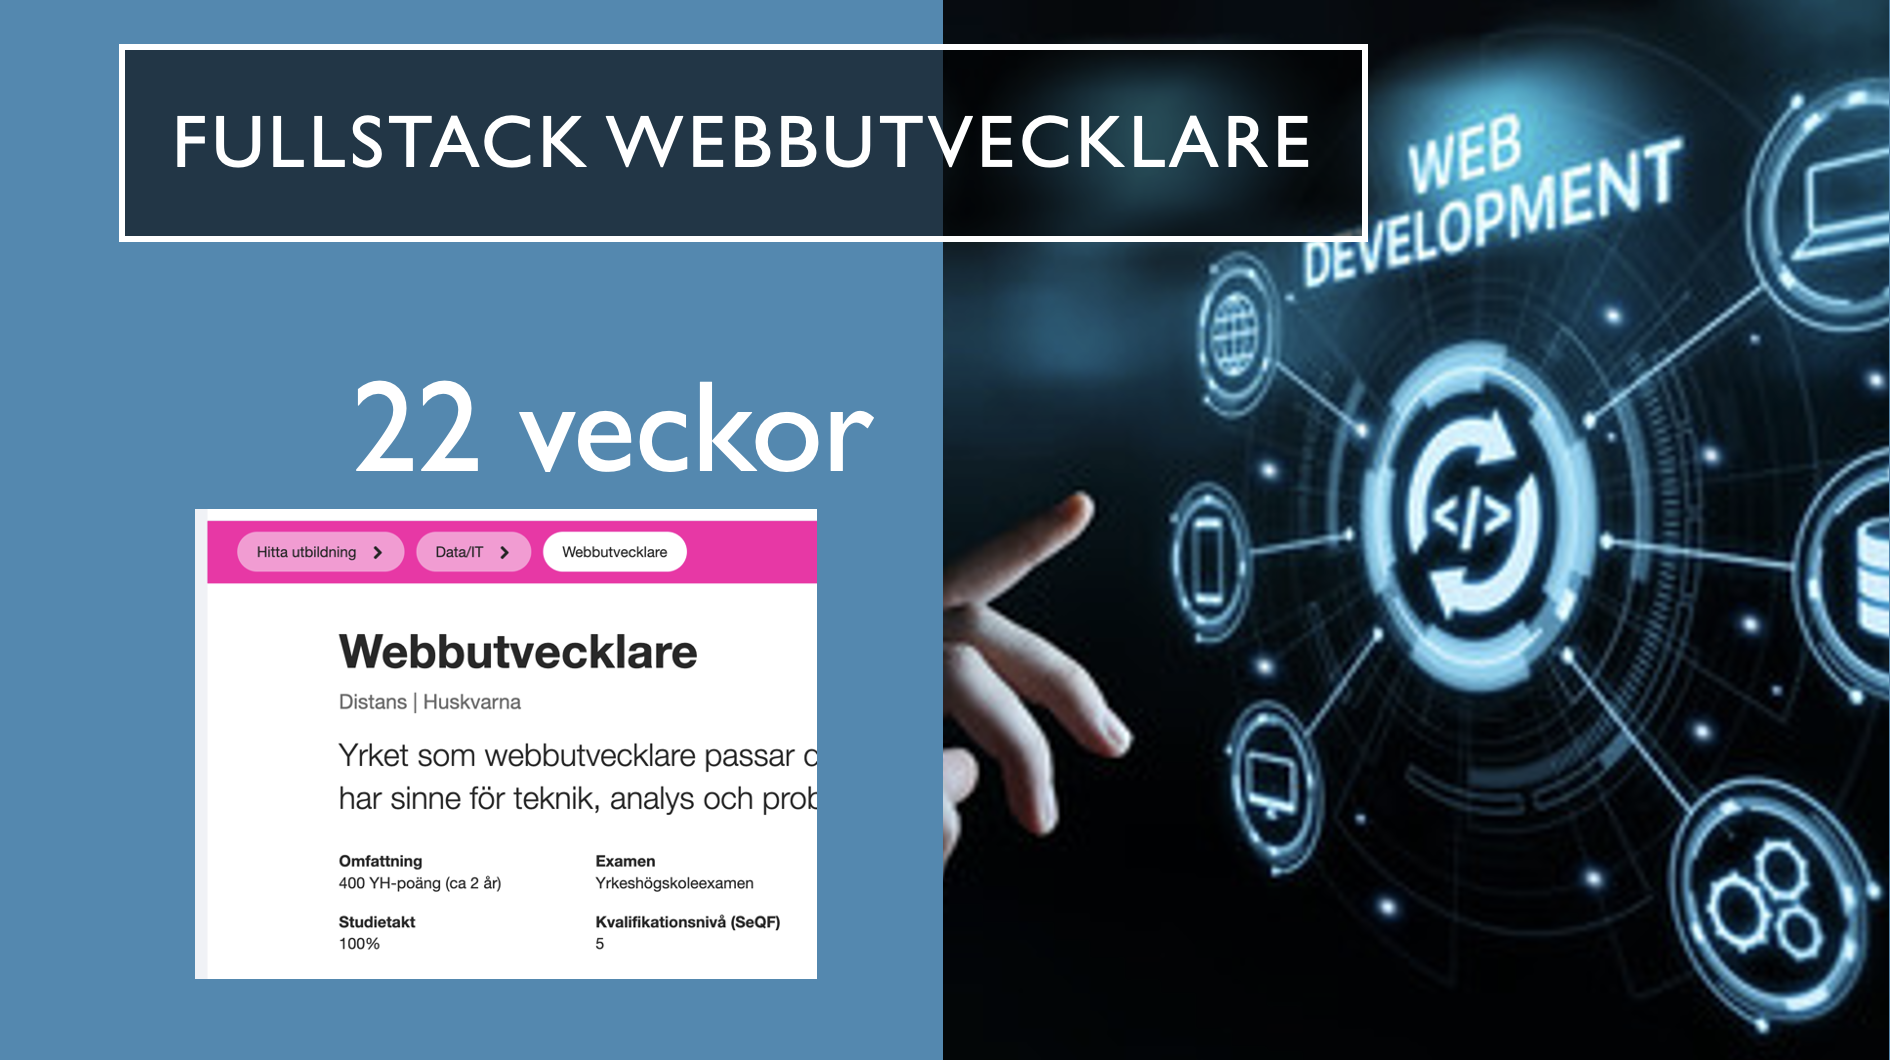 FULLSTACK WEBBUTVECKLARE
WEB
DEVELOPMENT
22 veckor
Hitta utbildning
Data/IT
Webbutvecklare
Webbutvecklare
Distans | Huskvarna
Yrket som webbutvecklare passar
har sinne för teknik, analys och
Omfattning
400 YH-poäng (ca 2 år)
Examen
Yrkeshögskoleexamen
Studietakt
100%
Kvalifikationsnivå (SeQF)
5